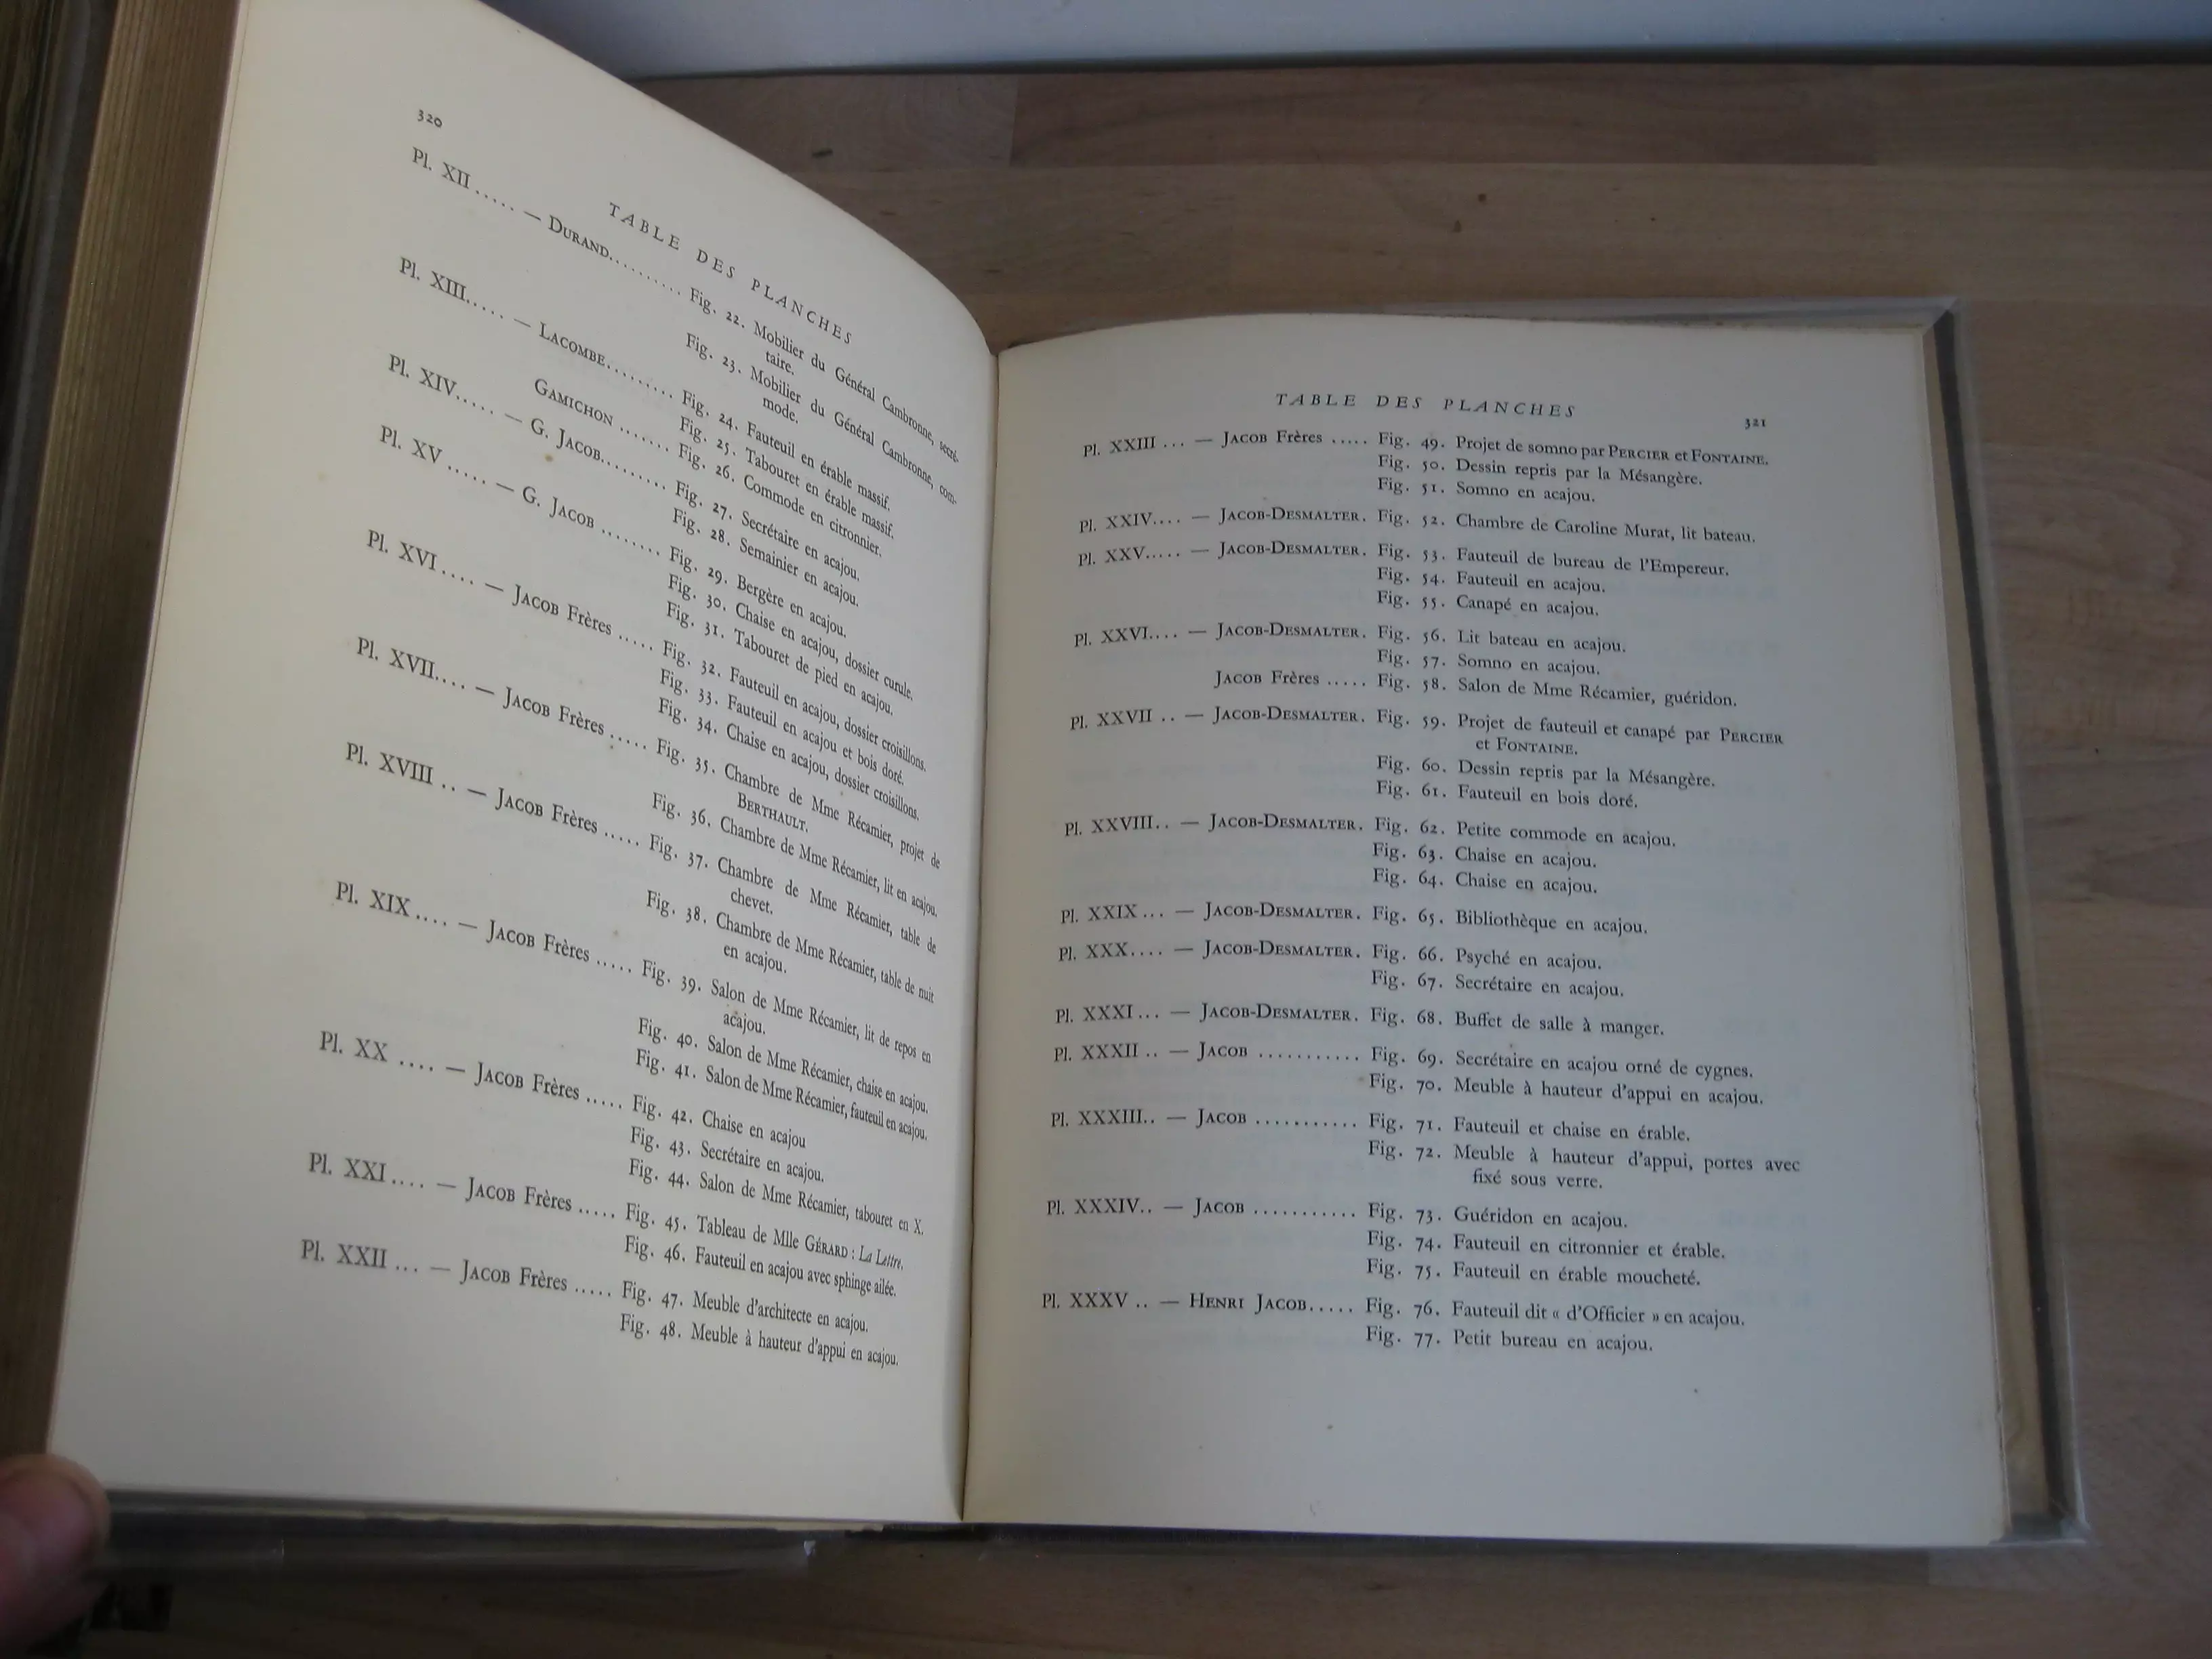 320
TABLE DES PLANCHES
Pl. XII ..... — DURAND........... Fig. 22. Mobilier du Général Cambronne, secré-
taire.
Fig. 23. Mobilier du Général Cambronne, com-
mode.
Pl. XIII..... — LACOMBE.......... Fig. 24. Fauteuil en érable massif.
Fig. 25. Tabouret en érable massif.
GAMICHON ....... Fig. 26. Commode en citronnier.
Pl. XIV..... — G. JACOB......... Fig. 27. Secrétaire en acajou.
Fig. 28. Semainier en acajou.
Pl. XV ..... — G. JACOB ........ Fig. 29. Bergère en acajou.
Fig. 30. Chaise en acajou, dossier curule.
Fig. 31. Tabouret de pied en acajou.
Pl. XVI .... — JACOB Frères ..... Fig. 32. Fauteuil en acajou, dossier croisillons.
Fig. 33. Fauteuil en acajou et bois doré.
Fig. 34. Chaise en acajou, dossier croisillons.
Pl. XVII.... — JACOB Frères ..... Fig. 35. Chambre de Mme Récamier, projet de
BERTHAULT.
Fig. 36. Chambre de Mme Récamier, lit en acajou.
Pl. XVIII .. — JACOB Frères ..... Fig. 37. Chambre de Mme Récamier, table de
chevet.
Fig. 38. Chambre de Mme Récamier, table de nuit
en acajou.
Pl. XIX.... — JACOB Frères ..... Fig. 39. Salon de Mme Récamier, lit de repos en
acajou.
Fig. 40. Salon de Mme Récamier, chaise en acajou.
Fig. 41. Salon de Mme Récamier, fauteuil en acajou.
Pl. XX .... — JACOB Frères ..... Fig. 42. Chaise en acajou
Fig. 43. Secrétaire en acajou.
Fig. 44. Salon de Mme Récamier, tabouret en X.
Pl. XXI .... — JACOB Frères ..... Fig. 45. Tableau de Mlle GÉRARD : La Lettre.
Fig. 46. Fauteuil en acajou avec sphinge ailée.
Pl. XXII ... — JACOB Frères ..... Fig. 47. Meuble d'architecte en acajou.
Fig. 48. Meuble à hauteur d'appui en acajou.
TABLE DES PLANCHES
321
Pl. XXIII ... — JACOB Frères ..... Fig. 49. Projet de somno par PERCIER et FONTAINE.
Fig. 50. Dessin repris par la Mésangère.
Fig. 51. Somno en acajou.
Pl. XXIV.... — JACOB-DESMALTER. Fig. 52. Chambre de Caroline Murat, lit bateau.
Pl. XXV..... — JACOB-DESMALTER. Fig. 53. Fauteuil de bureau de l'Empereur.
Fig. 54. Fauteuil en acajou.
Fig. 55. Canapé en acajou.
Pl. XXVI.... — JACOB-DESMALTER. Fig. 56. Lit bateau en acajou.
Fig. 57. Somno en acajou.
JACOB Frères ..... Fig. 58. Salon de Mme Récamier, guéridon.
Pl. XXVII .. — JACOB-DESMALTER. Fig. 59. Projet de fauteuil et canapé par PERCIER
et FONTAINE.
Fig. 60. Dessin repris par la Mésangère.
Fig. 61. Fauteuil en bois doré.
Pl. XXVIII.. — JACOB-DESMALTER. Fig. 62. Petite commode en acajou.
Fig. 63. Chaise en acajou.
Fig. 64. Chaise en acajou.
Pl. XXIX ... — JACOB-DESMALTER. Fig. 65. Bibliothèque en acajou.
Pl. XXX.... — JACOB-DESMALTER. Fig. 66. Psyché en acajou.
Fig. 67. Secrétaire en acajou.
Pl. XXXI ... — JACOB-DESMALTER. Fig. 68. Buffet de salle à manger.
Pl. XXXII .. — JACOB ........... Fig. 69. Secrétaire en acajou orné de cygnes.
Fig. 70. Meuble à hauteur d'appui en acajou.
Pl. XXXIII.. — JACOB ........... Fig. 71. Fauteuil et chaise en érable.
Fig. 72. Meuble à hauteur d'appui, portes avec
fixé sous verre.
Pl. XXXIV.. — JACOB ........... Fig. 73. Guéridon en acajou.
Fig. 74. Fauteuil en citronnier et érable.
Fig. 75. Fauteuil en érable moucheté.
Pl. XXXV .. — HENRI JACOB..... Fig. 76. Fauteuil dit « d'Officier » en acajou.
Fig. 77. Petit bureau en acajou.